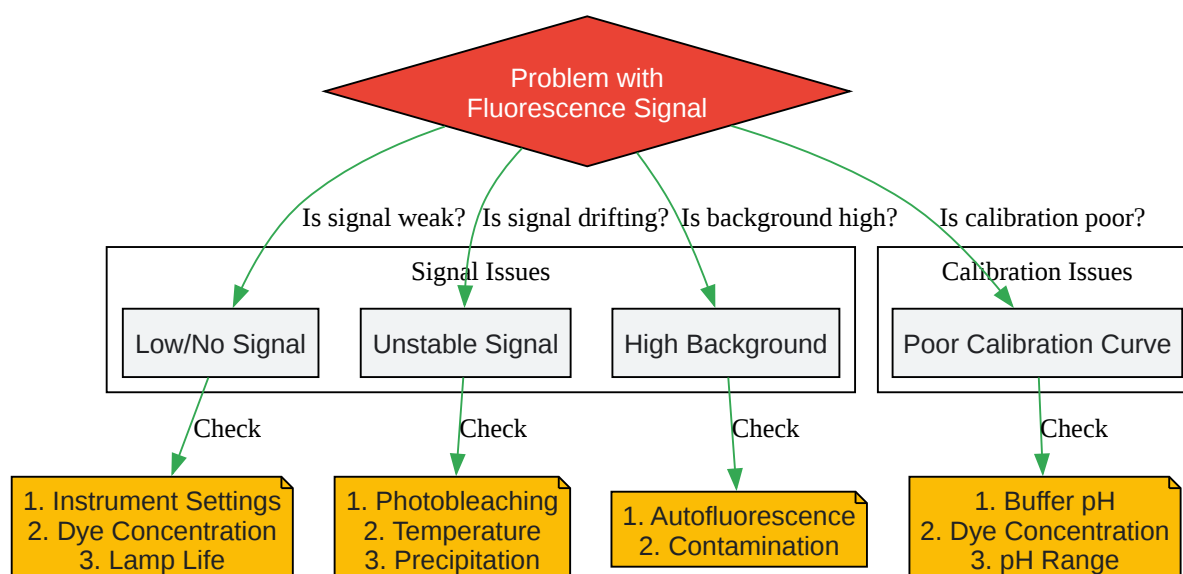 Problem with
Fluorescence Signal
Is signal weak?
Is signal drifting?
Is background high?
Is calibration poor?
Signal Issues
Calibration Issues
Low/No Signal
Unstable Signal
High Background
Poor Calibration Curve
Check
Check
Check
Check
1. Instrument Settings
2. Dye Concentration
3. Lamp Life
1. Photobleaching
2. Temperature
3. Precipitation
1. Autofluorescence
2. Contamination
1. Buffer pH
2. Dye Concentration
3. pH Range